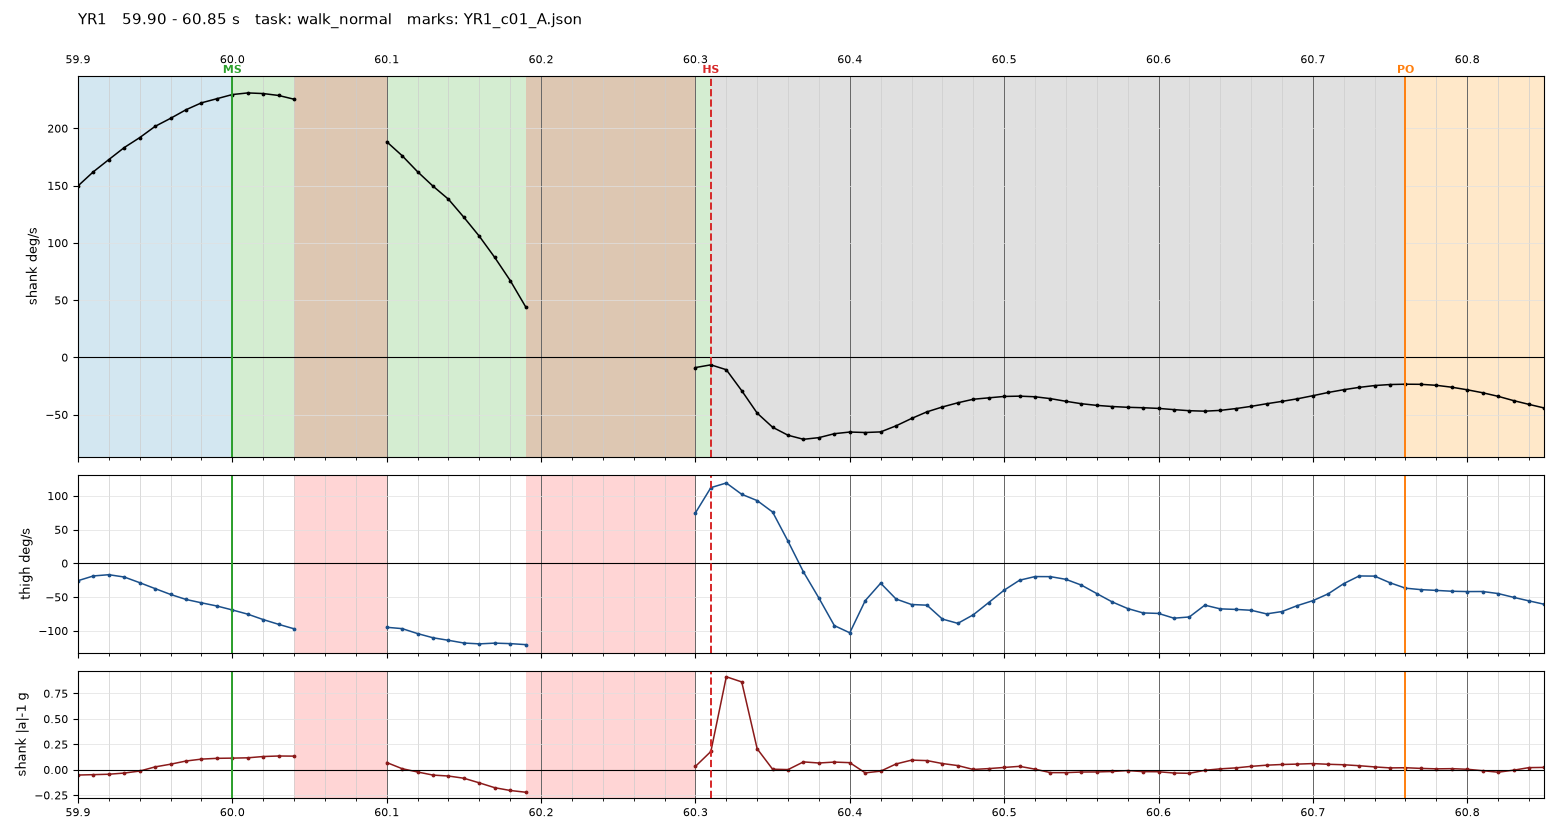 YR1   59.90 - 60.85 s   task: walk_normal   marks: YR1_c01_A.json
59.9 60.0 60.1 60.2 60.3 60.4 60.5 60.6 60.7 60.8
MS HS PO
shank deg/s
200
150
100
50
0
−50
thigh deg/s
100
50
0
−50
−100
shank |a|-1 g
0.75
0.50
0.25
0.00
−0.25
59.9 60.0 60.1 60.2 60.3 60.4 60.5 60.6 60.7 60.8